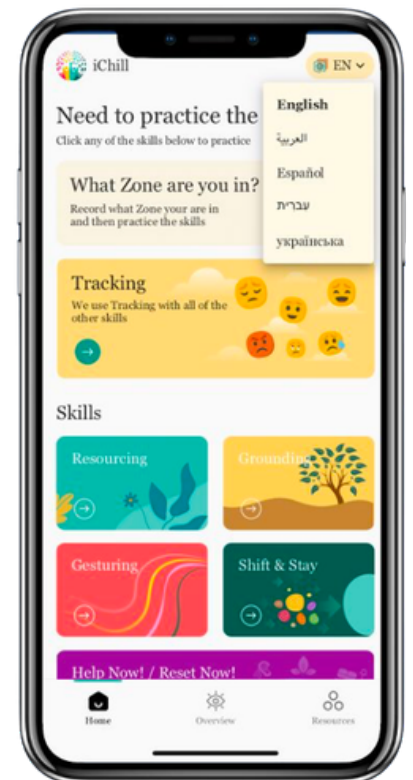 iChill
EN
Need to practice the
Click any of the skills below to practice
English
العربية
Español
עברית
українська
What Zone are you in?
Record what Zone your are in
and then practice the skills
Tracking
We use Tracking with all of the
other skills
Skills
Resourcing
Grounding
Gesturing
Shift & Stay
Help Now! / Reset Now!
Home
Overview
Resources